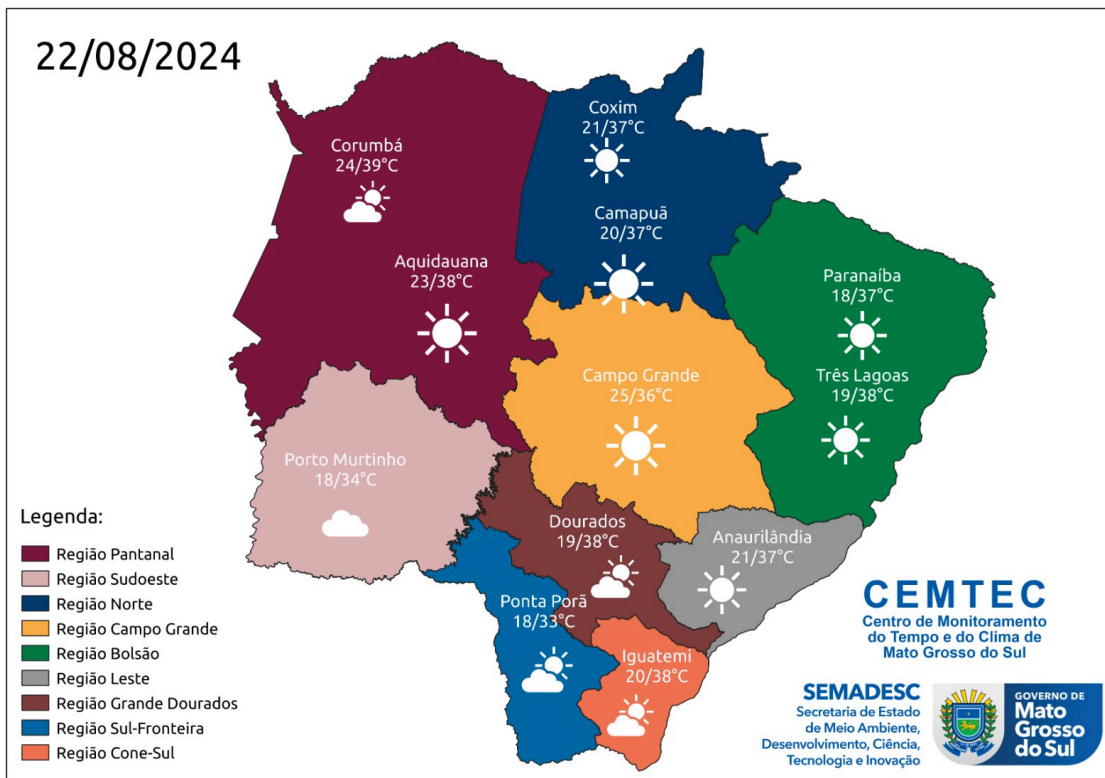 22/08/2024
Coxim
21/37°C
Corumbá
24/39°C
Camapuã
20/37°C
Aquidauana
23/38°C
Paranaíba
18/37°C
Campo Grande
25/36°C
Três Lagoas
19/38°C
Porto Murtinho
18/34°C
Dourados
19/38°C
Anaurilândia
21/37°C
Ponta Porã
18/33°C
Iguatemi
20/38°C
Legenda:
Região Pantanal
Região Sudoeste
Região Norte
Região Campo Grande
Região Bolsão
Região Leste
Região Grande Dourados
Região Sul-Fronteira
Região Cone-Sul
CEMTEC
Centro de Monitoramento
do Tempo e do Clima de
Mato Grosso do Sul
SEMADESC
Secretaria de Estado
de Meio Ambiente,
Desenvolvimento, Ciência,
Tecnologia e Inovação
GOVERNO DE
Mato
Grosso
do Sul